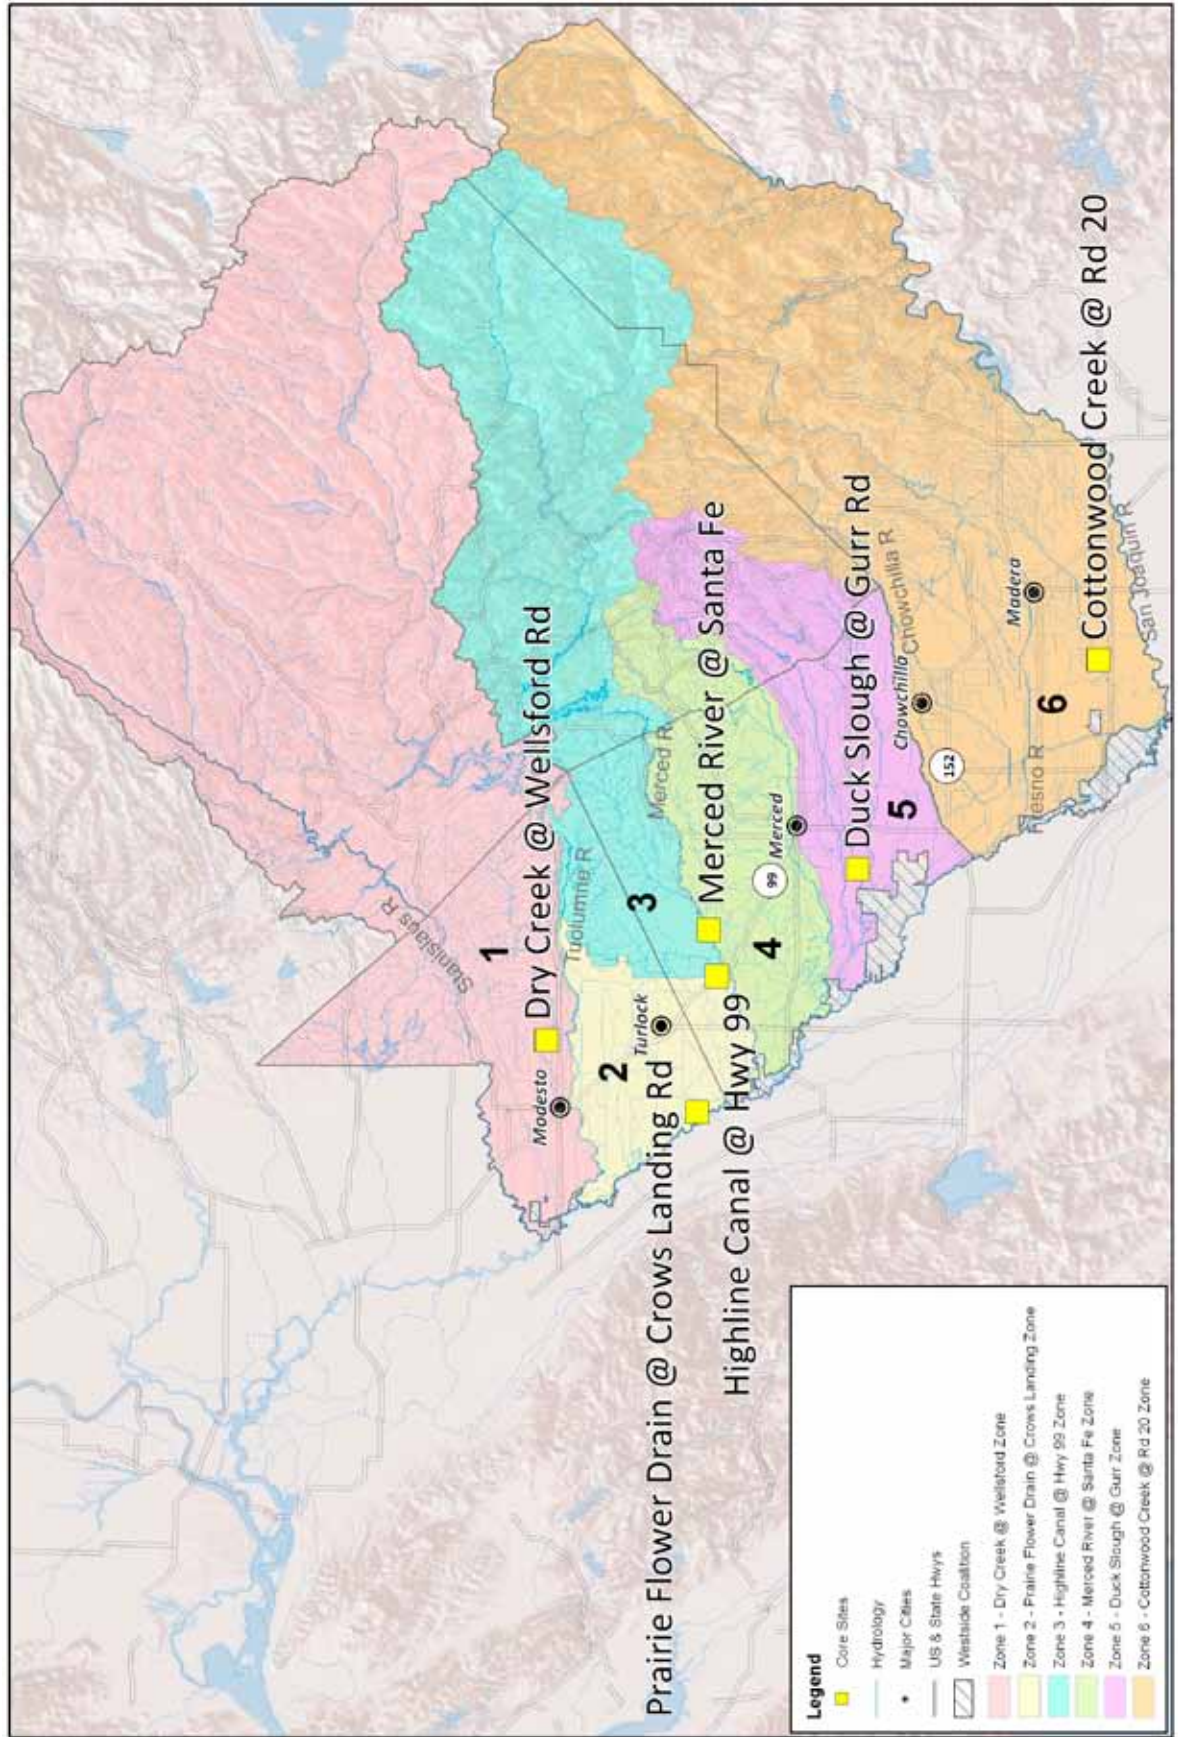 Stanislaus R
1
Dry Creek @ Wellsford Rd
Modesto
Tuolumne R
2
Turlock
Prairie Flower Drain @ Crows Landing Rd
3
Merced R
Merced River @ Santa Fe
Highline Canal @ Hwy 99
99
4
Merced
Duck Slough @ Gurr Rd
5
Chowchilla
Chowchilla R
152
6
Fresno R
Madera
Cottonwood Creek @ Rd 20
San Joaquin R
Legend
Core Sites
Hydrology
Major Cities
US & State Hwys
Westside Coalition
Zone 1 - Dry Creek @ Wellsford Zone
Zone 2 - Prairie Flower Drain @ Crows Landing Zone
Zone 3 - Highline Canal @ Hwy 99 Zone
Zone 4 - Merced River @ Santa Fe Zone
Zone 5 - Duck Slough @ Gurr Zone
Zone 6 - Cottonwood Creek @ Rd 20 Zone